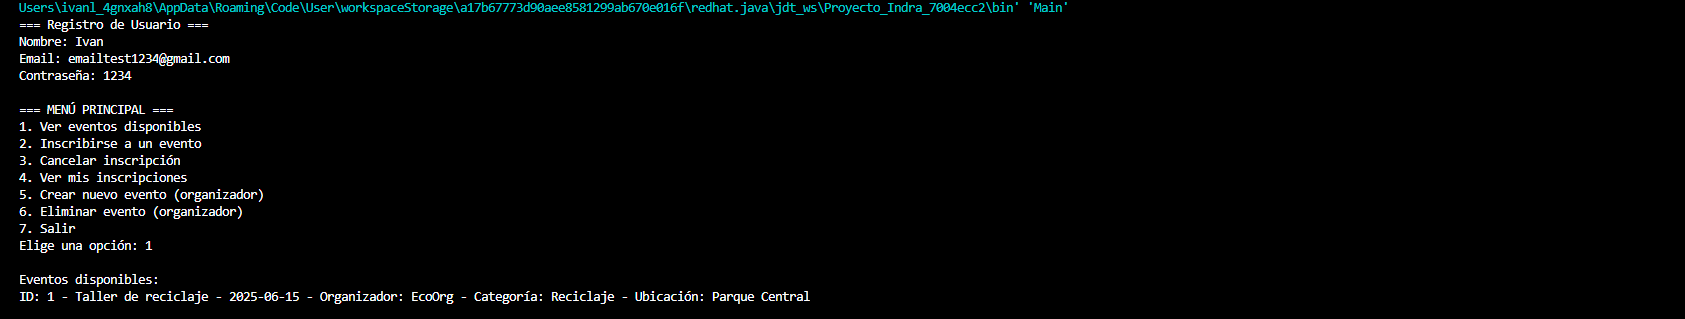 Users\ivanl_4gnxah8\AppData\Roaming\Code\User\workspaceStorage\a17b67773d90aee8581299ab670e016f\redhat.java\jdt_ws\Proyecto_Indra_7004ecc2\bin' 'Main'
=== Registro de Usuario ===
Nombre: Ivan
Email: emailtest1234@gmail.com
Contraseña: 1234
=== MENÚ PRINCIPAL ===
1. Ver eventos disponibles
2. Inscribirse a un evento
3. Cancelar inscripción
4. Ver mis inscripciones
5. Crear nuevo evento (organizador)
6. Eliminar evento (organizador)
7. Salir
Elige una opción: 1
Eventos disponibles:
ID: 1 - Taller de reciclaje - 2025-06-15 - Organizador: EcoOrg - Categoría: Reciclaje - Ubicación: Parque Central